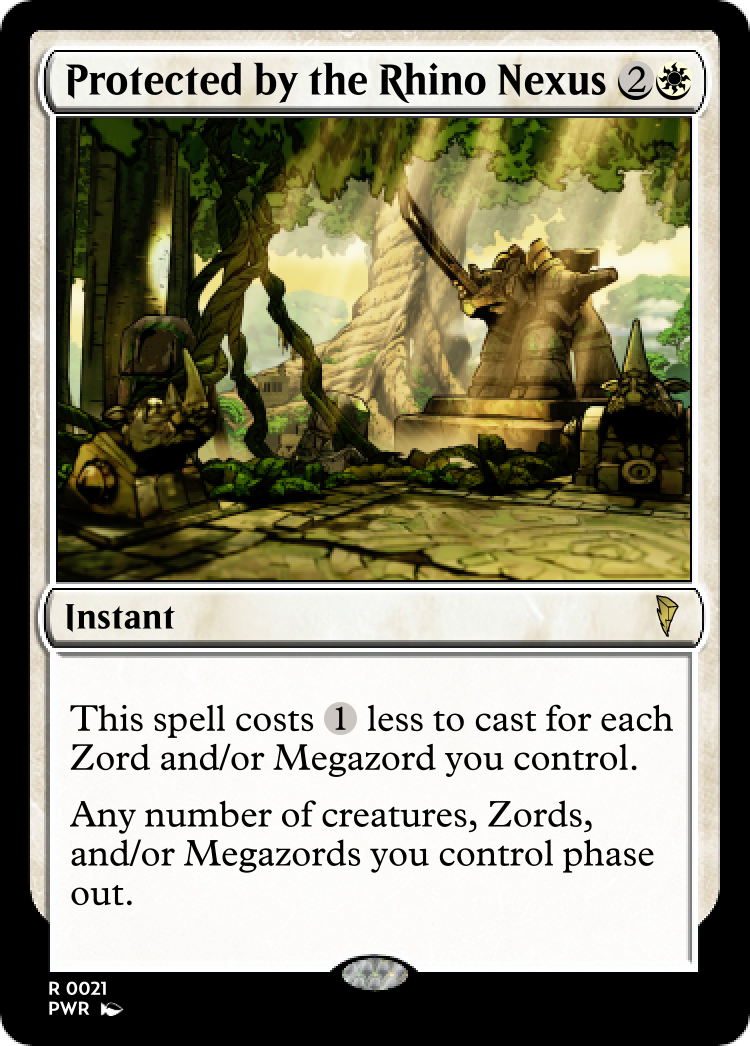 Protected by the Rhino Nexus 2
Instant
This spell costs 1 less to cast for each
Zord and/or Megazord you control.
Any number of creatures, Zords,
and/or Megazords you control phase
out.
R 0021
PWR